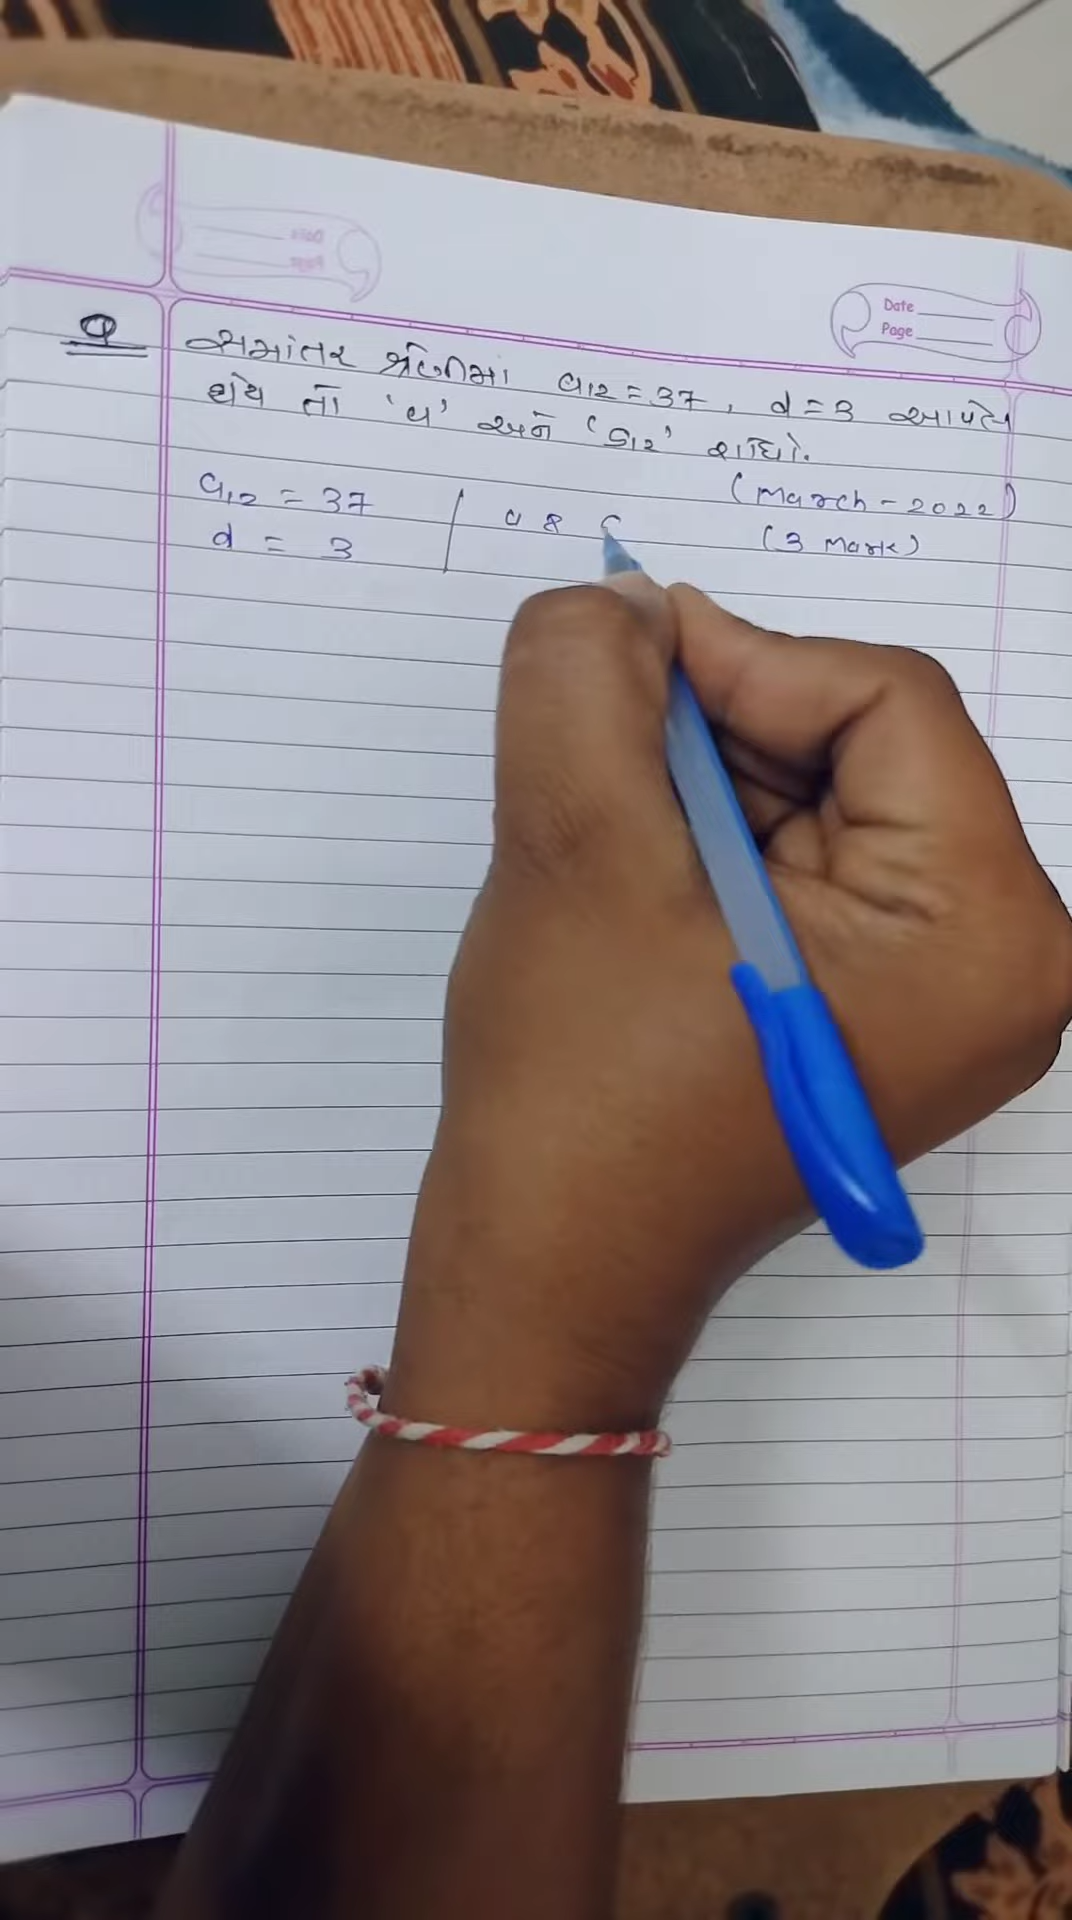 Date
Page
Q સમાંતર શ્રેણીમાં a12 = 37, d = 3 આપેલ
હોય તો 'a' અને 'S12' શોધો.
(March - 2022)
a12 = 37
(3 Mark)
d = 3
a &